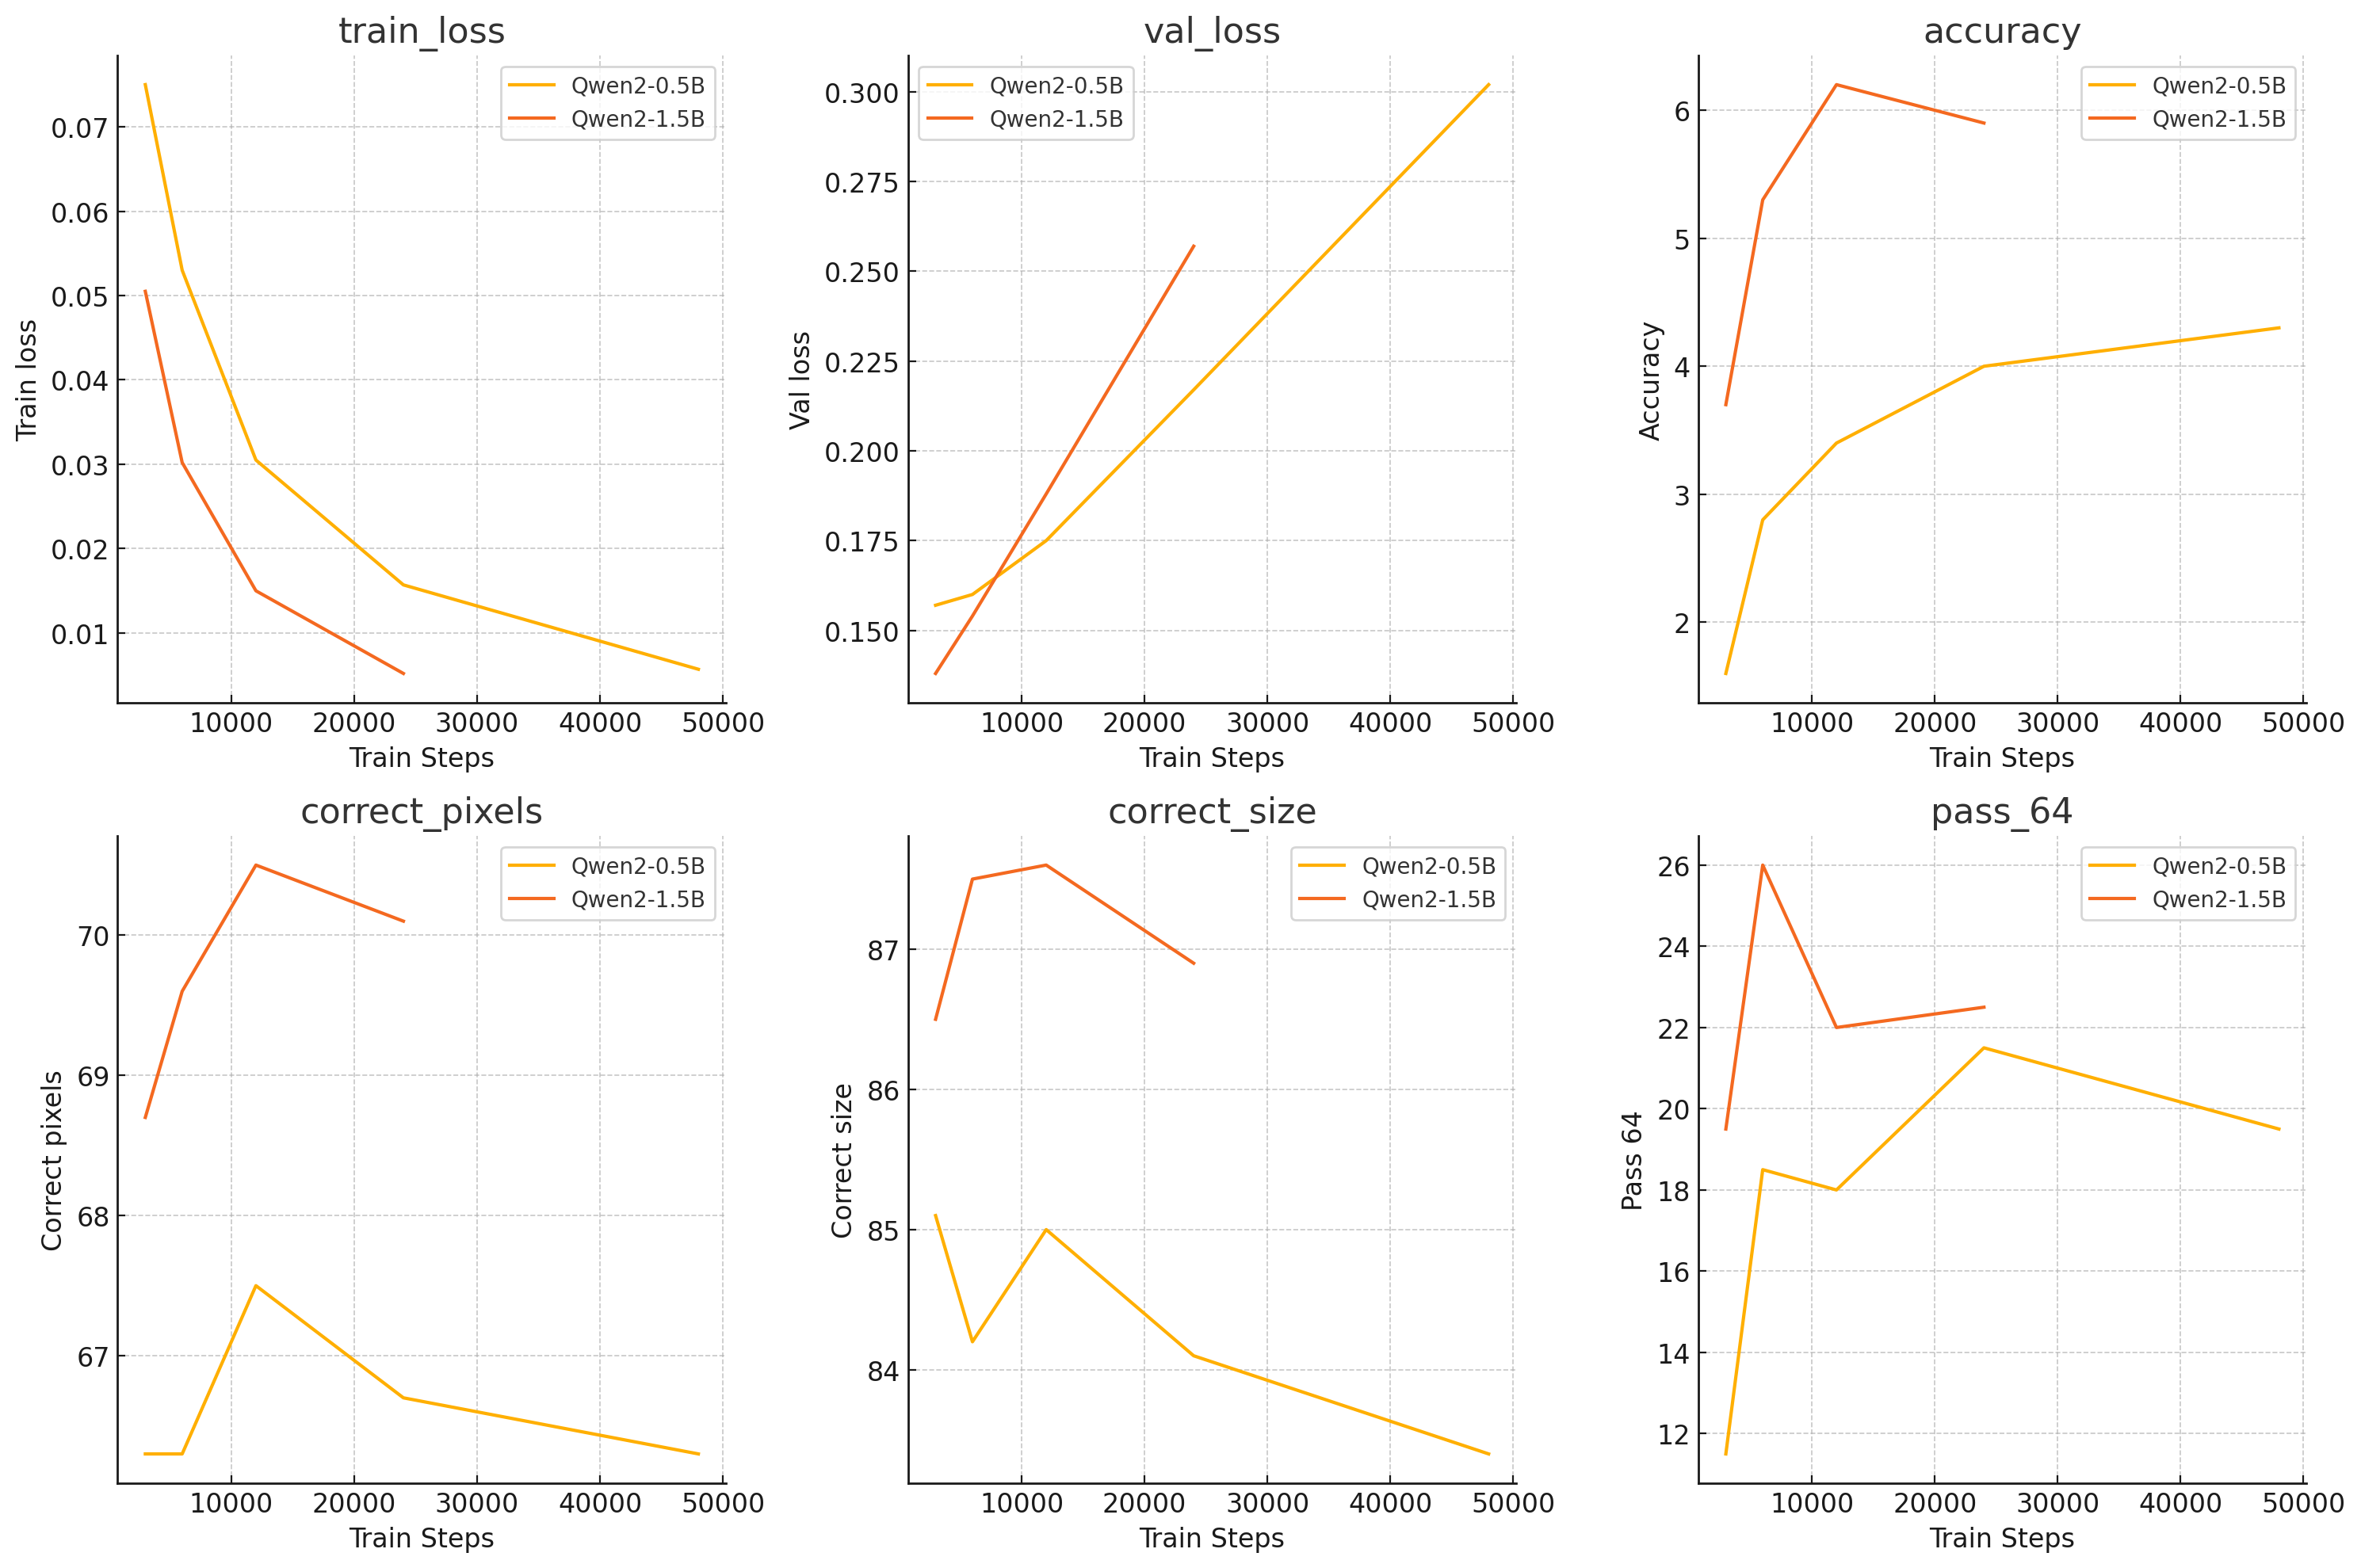 train_loss
Qwen2-0.5B
Qwen2-1.5B
0.07
0.06
0.05
0.04
0.03
0.02
0.01
Train loss
10000 20000 30000 40000 50000
Train Steps
val_loss
Qwen2-0.5B
Qwen2-1.5B
0.300
0.275
0.250
0.225
0.200
0.175
0.150
Val loss
10000 20000 30000 40000 50000
Train Steps
accuracy
Qwen2-0.5B
Qwen2-1.5B
6
5
4
3
2
Accuracy
10000 20000 30000 40000 50000
Train Steps
correct_pixels
Qwen2-0.5B
Qwen2-1.5B
70
69
68
67
Correct pixels
10000 20000 30000 40000 50000
Train Steps
correct_size
Qwen2-0.5B
Qwen2-1.5B
87
86
85
84
Correct size
10000 20000 30000 40000 50000
Train Steps
pass_64
Qwen2-0.5B
Qwen2-1.5B
26
24
22
20
18
16
14
12
Pass 64
10000 20000 30000 40000 50000
Train Steps